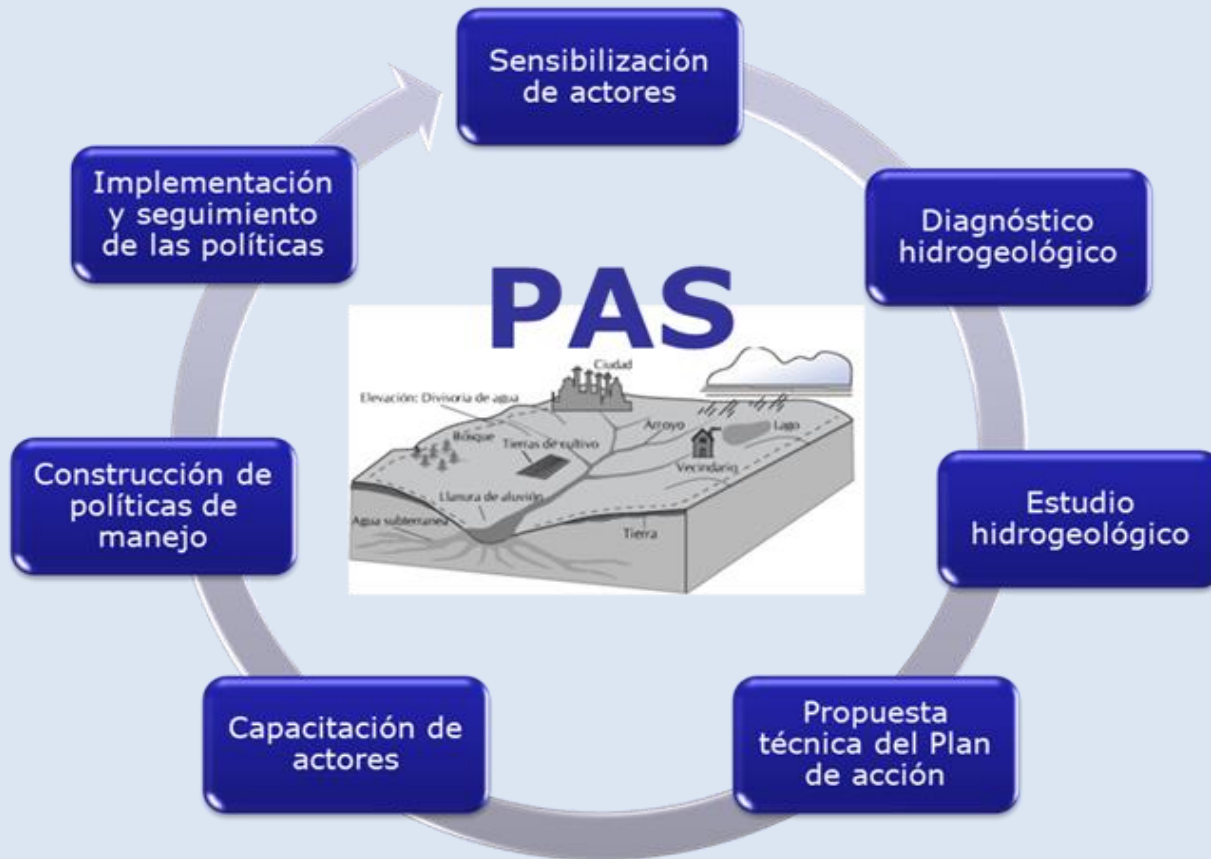 Sensibilización
de actores
Diagnóstico
hidrogeológico
Estudio
hidrogeológico
Propuesta
técnica del Plan
de acción
Capacitación de
actores
Construcción de
políticas de
manejo
Implementación
y seguimiento
de las políticas
PAS
Ciudad
Elevación: Divisoria de agua
Bosque
Tierras de cultivo
Arroyo
Lago
Vecindario
Llanura de aluvión
Agua subterranea
Tierra